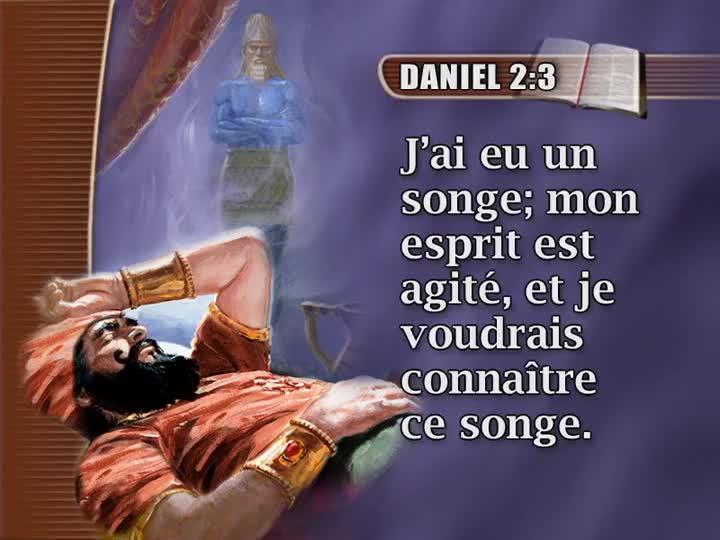 DANIEL 2:3
J’ai eu un
songe; mon
esprit est
agité, et je
voudrais
connaître
ce songe.